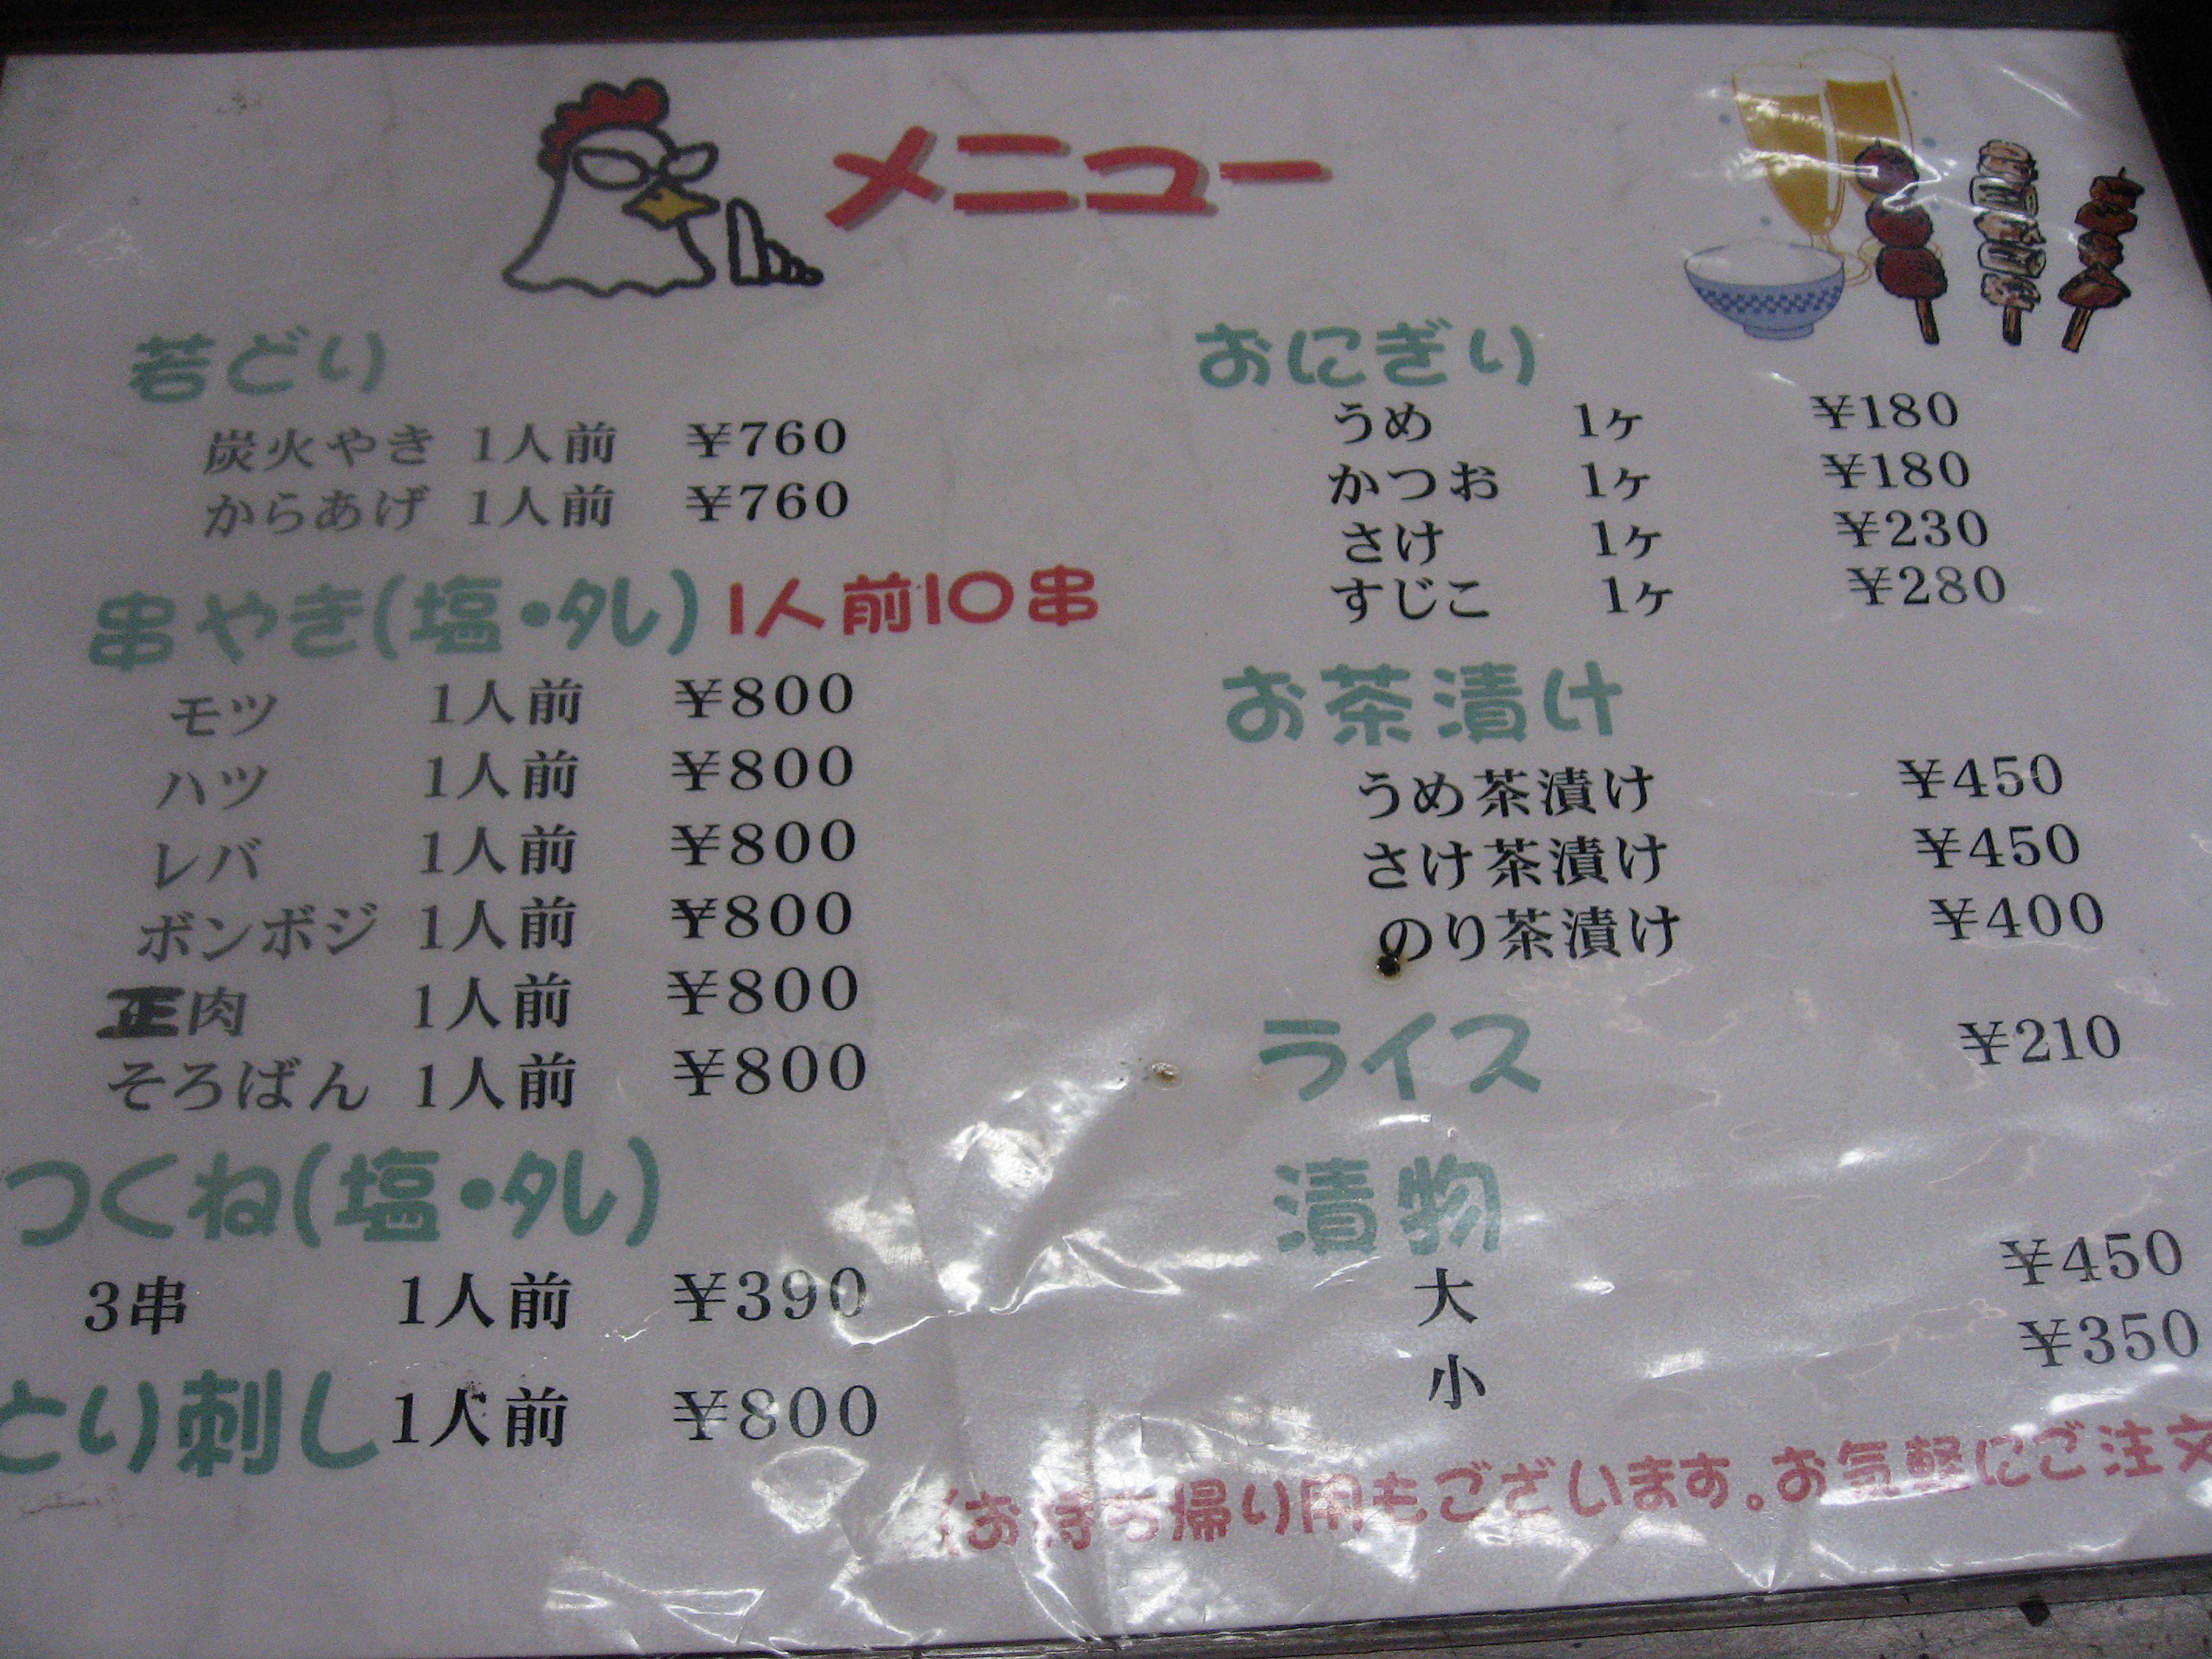 メニュー
若どり
炭火やき 1人前 ¥760
からあげ 1人前 ¥760
串やき(塩・タレ) 1人前10串
モツ 1人前 ¥800
ハツ 1人前 ¥800
レバ 1人前 ¥800
ボンボジ 1人前 ¥800
正肉 1人前 ¥800
そろばん 1人前 ¥800
つくね(塩・タレ)
3串 1人前 ¥390
とり刺し 1人前 ¥800
おにぎり
うめ 1ヶ ¥180
かつお 1ヶ ¥180
さけ 1ヶ ¥230
すじこ 1ヶ ¥280
お茶漬け
うめ茶漬け ¥450
さけ茶漬け ¥450
のり茶漬け ¥400
ライス ¥210
漬物
大 ¥450
小 ¥350
(お持ち帰り用もございます。お気軽にご注文